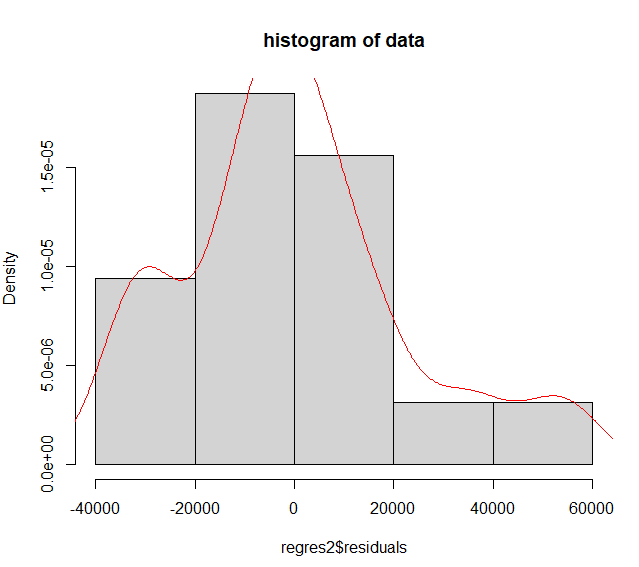 histogram of data
Density
1.5e-05
1.0e-05
5.0e-06
0.0e+00
-40000 -20000 0 20000 40000 60000
regres2$residuals